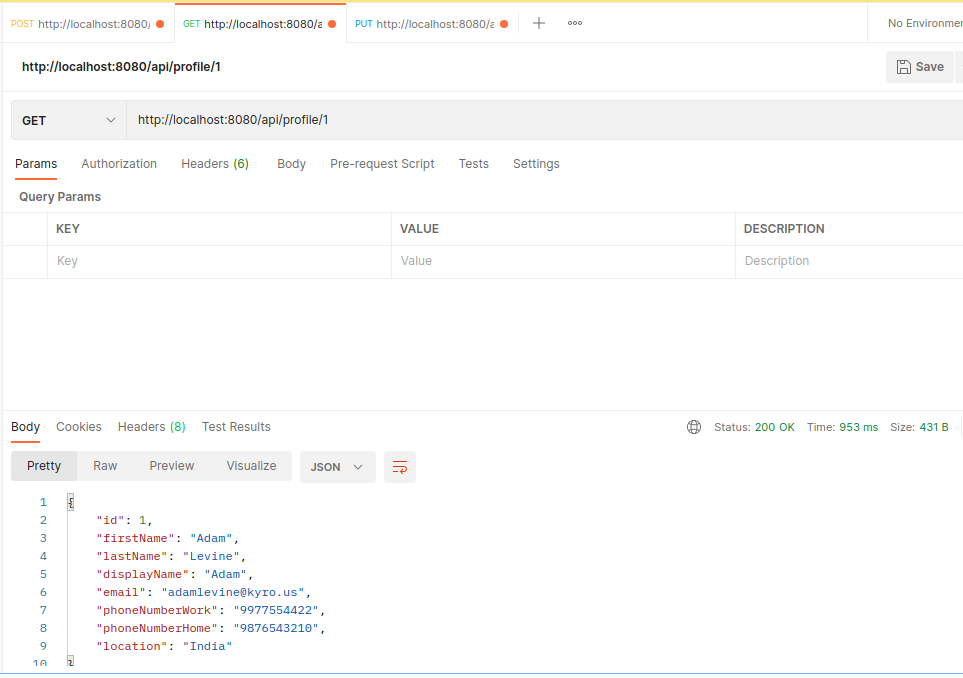 POST http://localhost:8080/ GET http://localhost:8080/a PUT http://localhost:8080/a No Environmen
http://localhost:8080/api/profile/1 Save
GET http://localhost:8080/api/profile/1
Params Authorization Headers (6) Body Pre-request Script Tests Settings
Query Params
KEY VALUE DESCRIPTION
Key Value Description
Body Cookies Headers (8) Test Results Status: 200 OK Time: 953 ms Size: 431 B
Pretty Raw Preview Visualize JSON
1 {
2 "id": 1,
3 "firstName": "Adam",
4 "lastName": "Levine",
5 "displayName": "Adam",
6 "email": "adamlevine@kyro.us",
7 "phoneNumberWork": "9977554422",
8 "phoneNumberHome": "9876543210",
9 "location": "India"
10 }